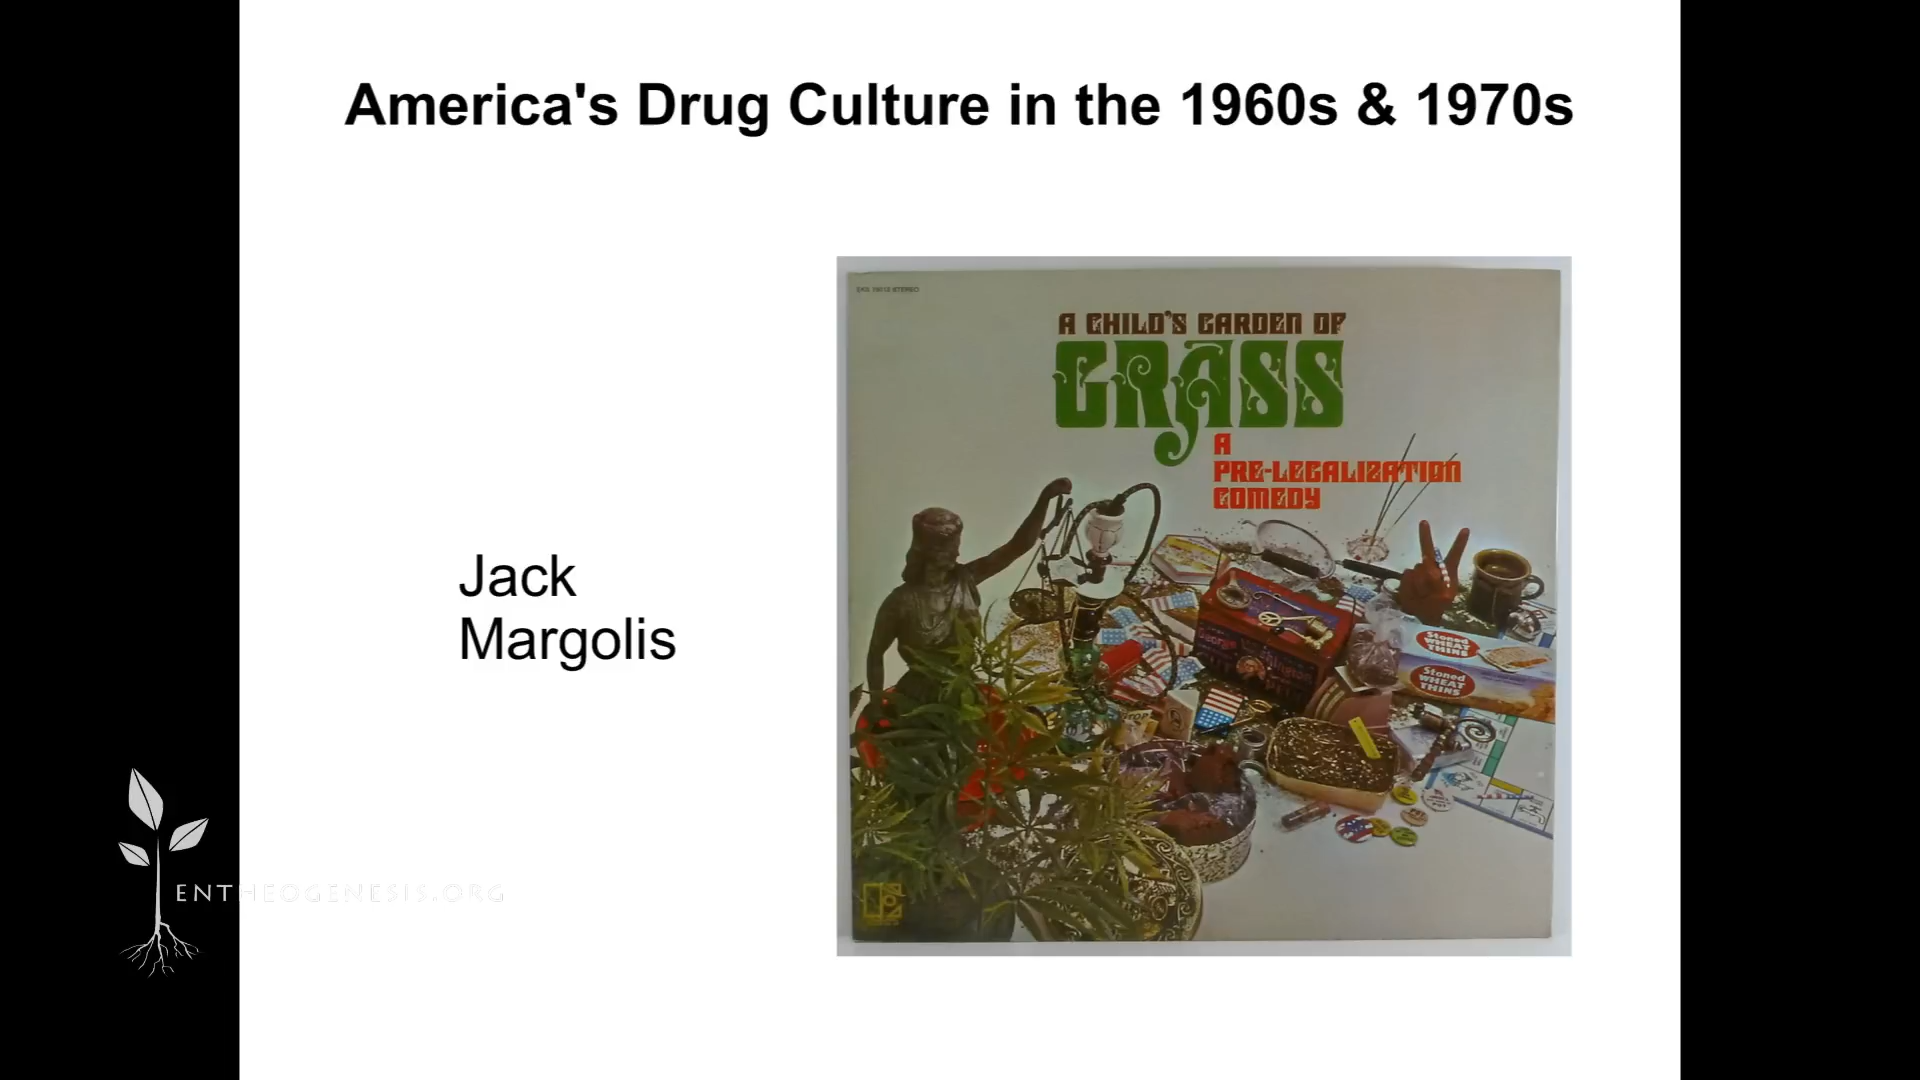 America's Drug Culture in the 1960s & 1970s
STEREO
A CHILD'S GARDEN OF
GRASS
A
PRE-LEGALIZATION
COMEDY
Stoned
WHEAT
THINS
Stoned
WHEAT
THINS
Jack
Margolis
ENTHEOGENESIS.ORG